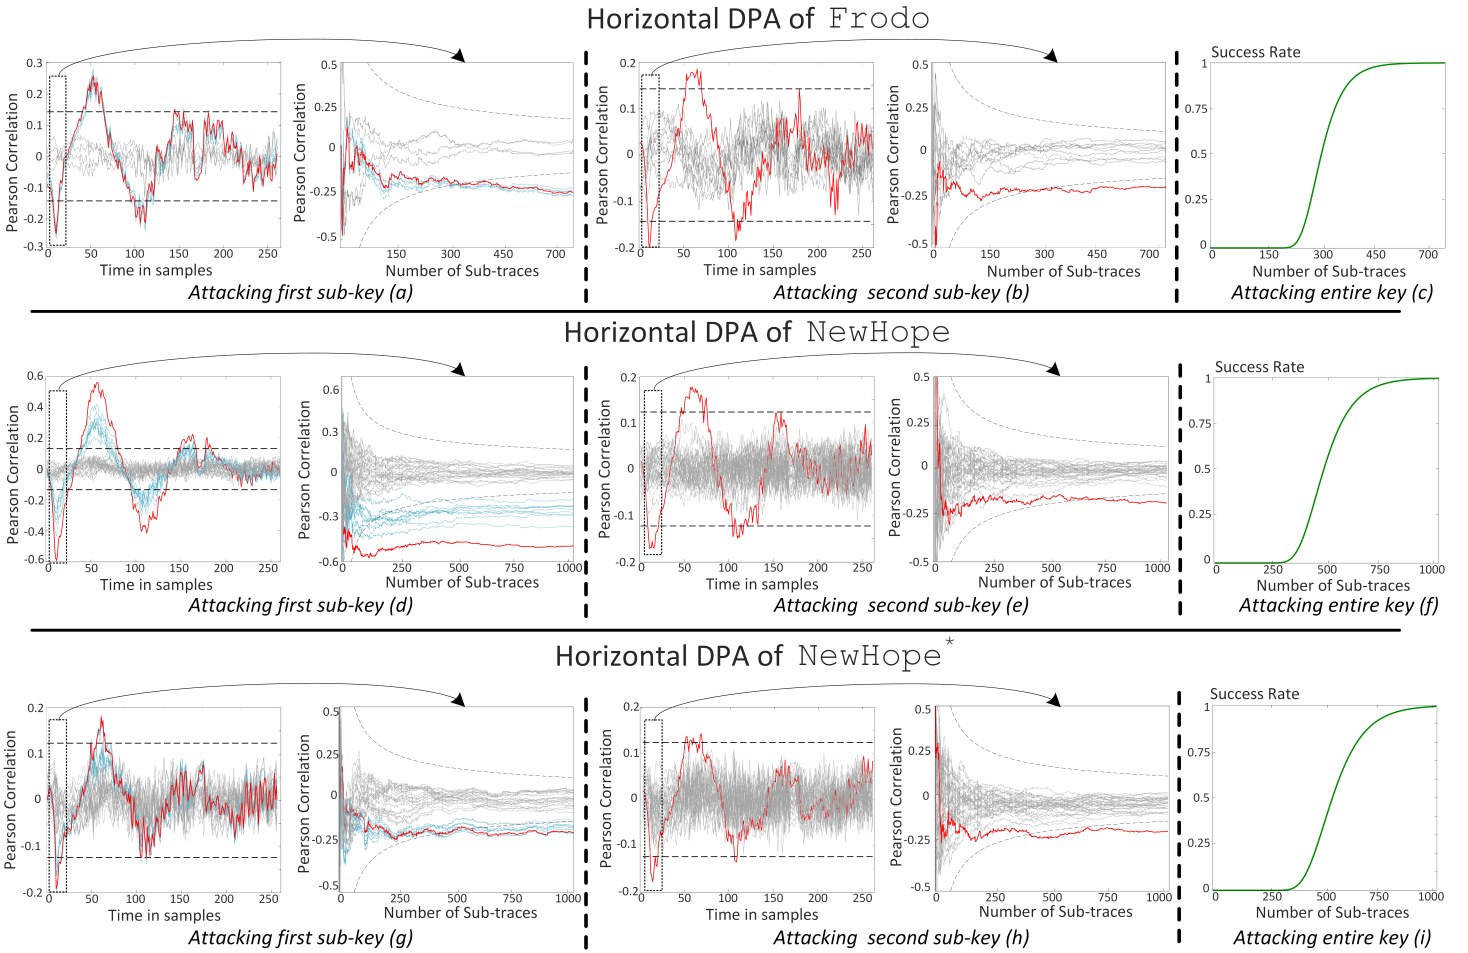 Horizontal DPA of Frodo
Pearson Correlation
0.3
0.2
0.1
0
-0.1
-0.2
-0.3
0 50 100 150 200 250
Time in samples
Pearson Correlation
0.5
0.25
0
-0.25
-0.5
150 300 450 600 700
Number of Sub-traces
Attacking first sub-key (a)
Pearson Correlation
0.2
0.1
0
-0.1
-0.2
0 50 100 150 200 250
Time in samples
Pearson Correlation
0.5
0.25
0
-0.25
-0.5
0 150 300 450 600 700
Number of Sub-traces
Attacking second sub-key (b)
Success Rate
1
0.75
0.5
0.25
0
0 150 300 450 700
Number of Sub-traces
Attacking entire key (c)
Horizontal DPA of NewHope
Pearson Correlation
0.6
0.4
0.2
0
-0.2
-0.4
-0.6
0 50 100 150 200 250
Time in samples
Pearson Correlation
0.6
0.3
0
-0.3
-0.6
0 250 500 750 1000
Number of Sub-traces
Attacking first sub-key (d)
Pearson Correlation
0.2
0.1
0
-0.1
-0.2
0 50 100 150 200 250
Time in samples
Pearson Correlation
0.5
0.25
0
-0.25
-0.5
0 250 500 750 1000
Number of Sub-traces
Attacking second sub-key (e)
Success Rate
1
0.75
0.5
0.25
0
0 250 500 750 1000
Number of Sub-traces
Attacking entire key (f)
Horizontal DPA of NewHope*
Pearson Correlation
0.2
0.1
0
-0.1
-0.2
0 50 100 150 200 250
Time in samples
Pearson Correlation
0.5
0.25
0
-0.25
-0.5
0 250 500 750 1000
Number of Sub-traces
Attacking first sub-key (g)
Pearson Correlation
0.2
0.1
0
-0.1
-0.2
0 50 100 150 200 250
Time in samples
Pearson Correlation
0.5
0.25
0
-0.25
-0.5
0 250 500 750 1000
Number of Sub-traces
Attacking second sub-key (h)
Success Rate
1
0.75
0.5
0.25
0
0 250 500 750 1000
Number of Sub-traces
Attacking entire key (i)